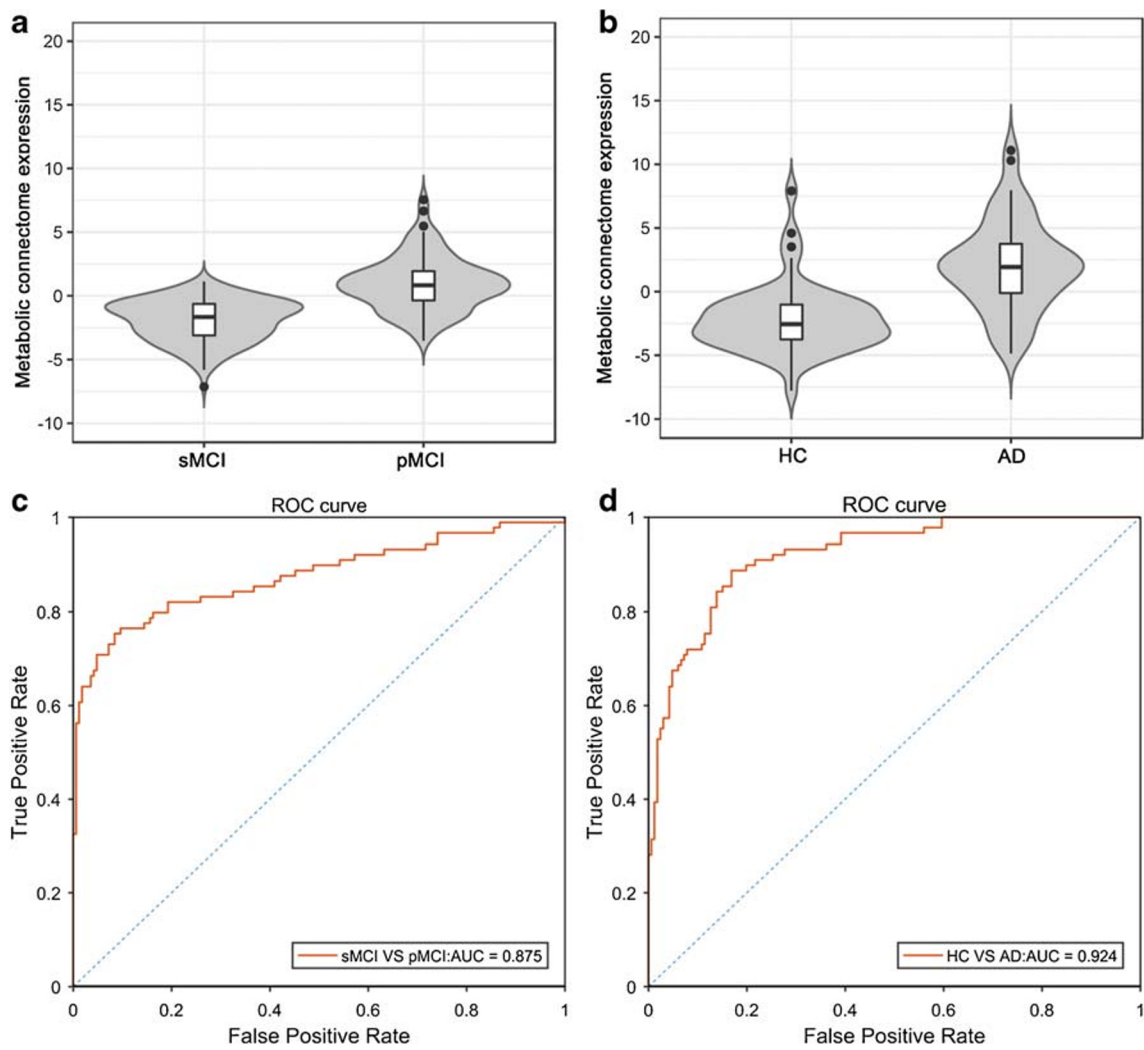 a
Metabolic connectome exporession
20
15
10
5
0
-5
-10
sMCI
pMCI
b
Metabolic connectome expression
20
15
10
5
0
-5
-10
HC
AD
c
ROC curve
True Positive Rate
1
0.8
0.6
0.4
0.2
0
sMCI VS pMCI:AUC = 0.875
0
0.2
0.4
0.6
0.8
1
False Positive Rate
d
ROC curve
True Positive Rate
1
0.8
0.6
0.4
0.2
0
HC VS AD:AUC = 0.924
0
0.2
0.4
0.6
0.8
1
False Positive Rate